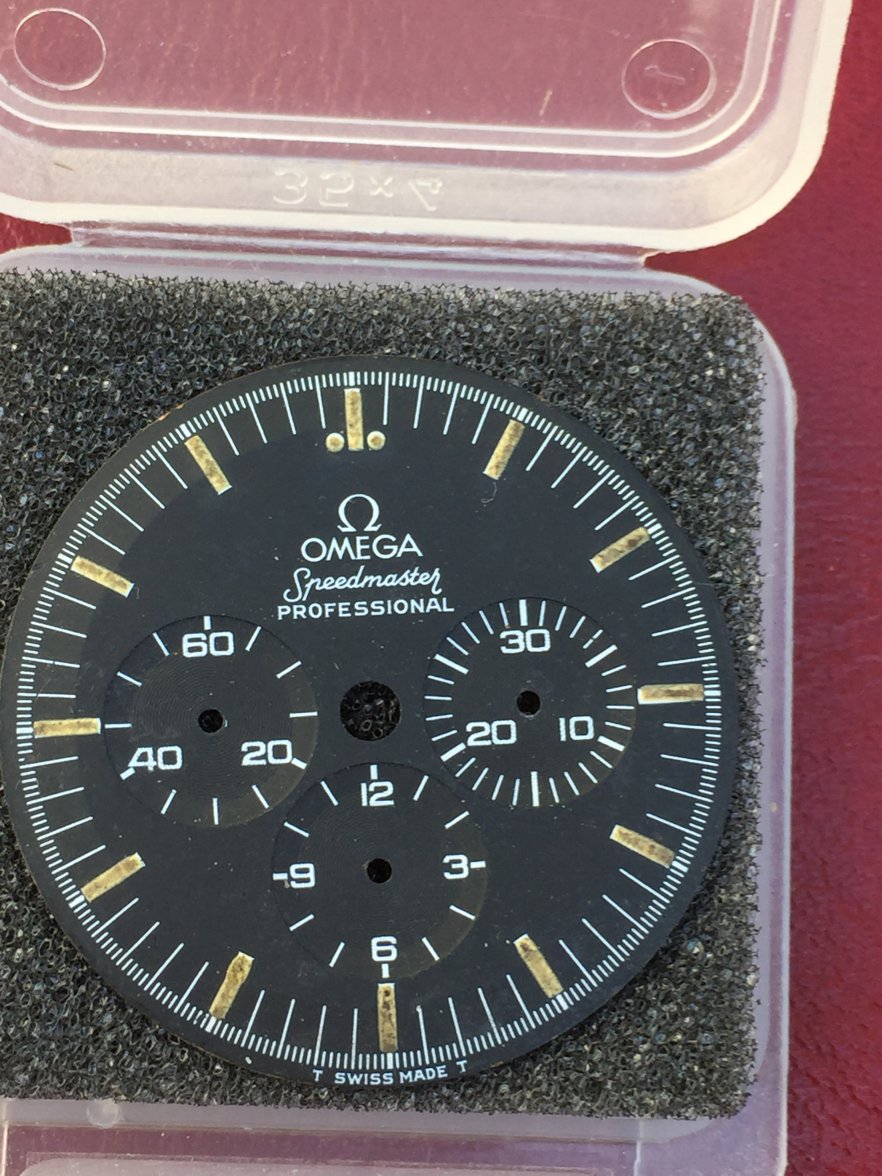 32×7
Ω
OMEGA
Speedmaster
PROFESSIONAL
60
40
20
30
20
10
12
-9
3-
6
T SWISS MADE T